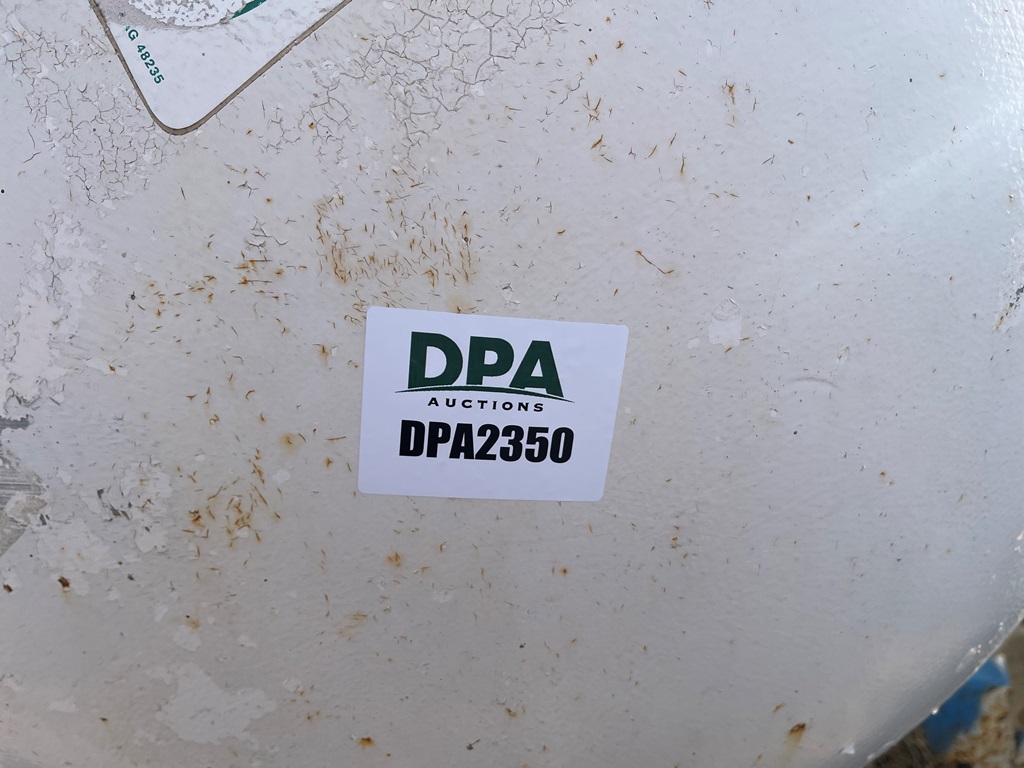 G 48235
DPA
AUCTIONS
DPA2350